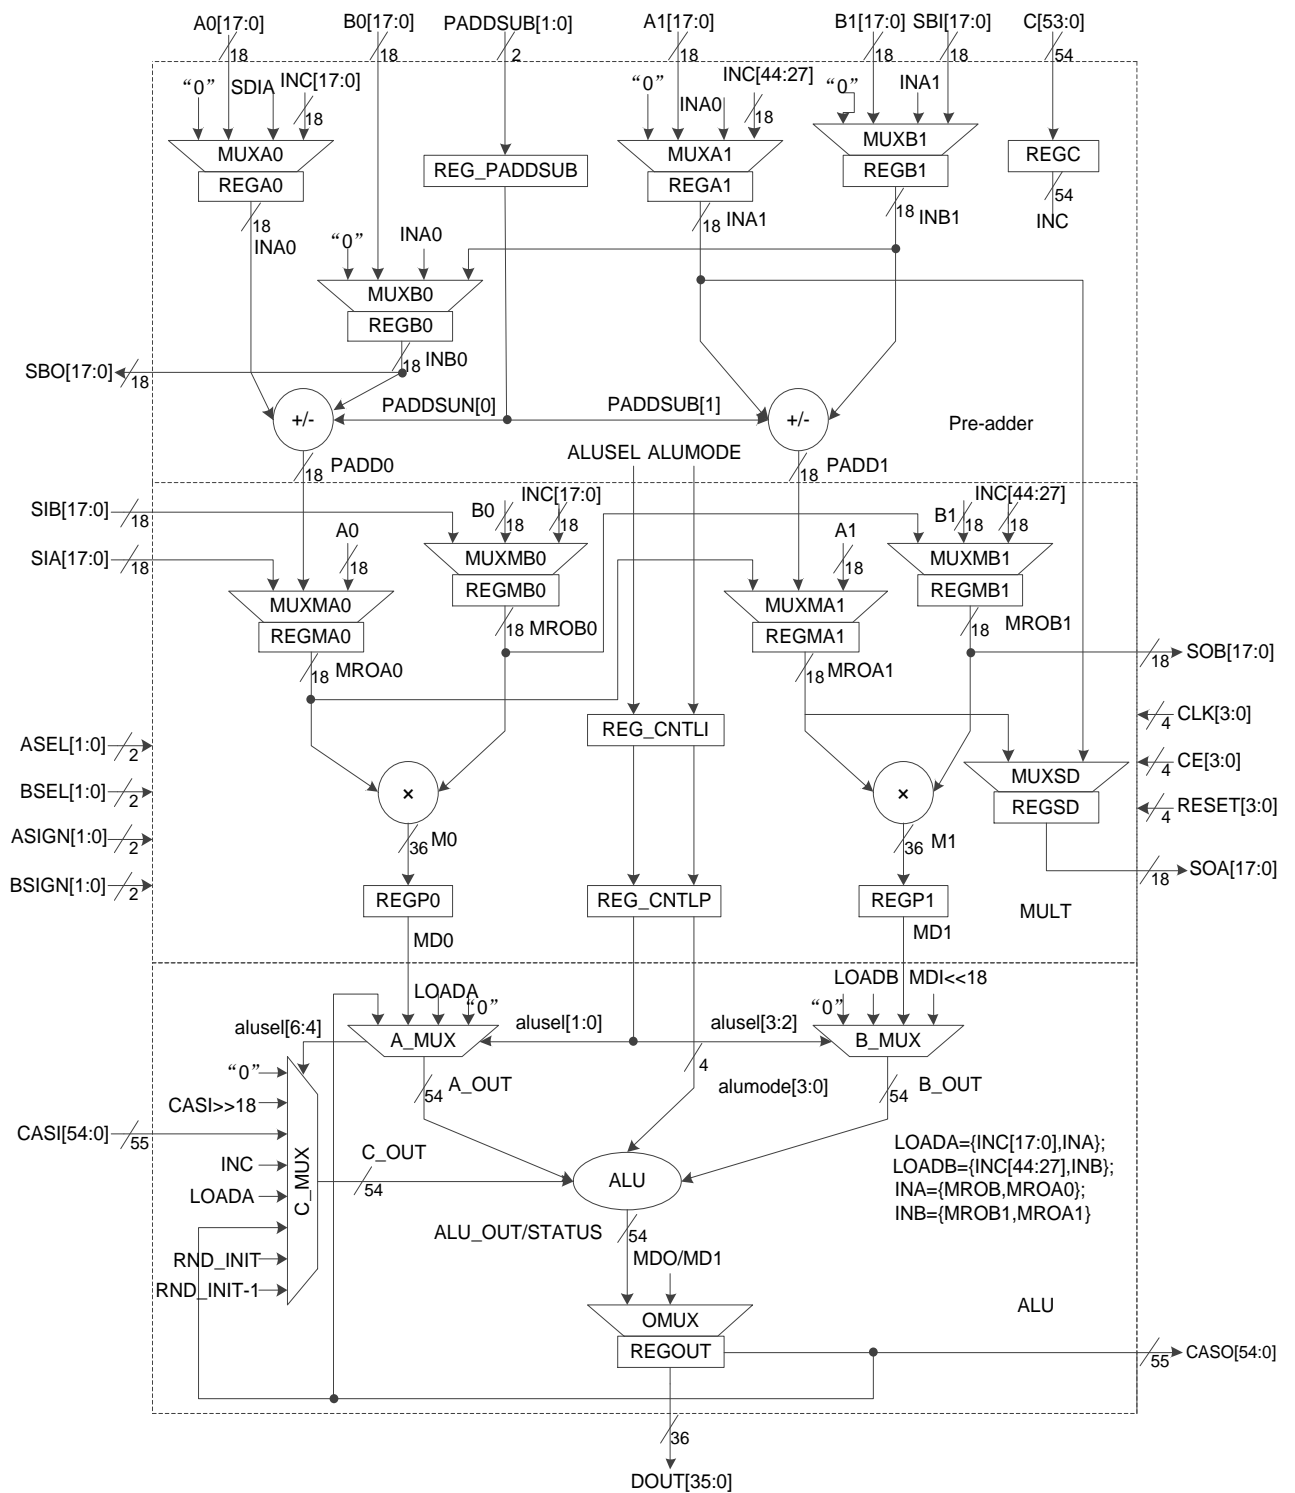 A0[17:0]
B0[17:0]
PADDSUB[1:0]
A1[17:0]
B1[17:0]
SBI[17:0]
C[53:0]
18
18
2
18
18
18
54
“0”
SDIA
INC[17:0]
18
“0”
INA0
INC[44:27]
18
“0”
INA1
MUXA0
REGA0
REG_PADDSUB
MUXA1
REGA1
MUXB1
REGB1
REGC
18
INA0
18
INA1
18
INB1
54
INC
“0”
INA0
MUXB0
REGB0
18
INB0
SBO[17:0]
18
+/-
PADDSUN[0]
PADDSUB[1]
+/-
Pre-adder
18
PADD0
ALUSEL
ALUMODE
18
PADD1
SIB[17:0]
18
B0
18
INC[17:0]
18
B1
18
INC[44:27]
18
SIA[17:0]
18
A0
18
MUXMB0
REGMB0
A1
18
MUXMB1
REGMB1
MUXMA0
REGMA0
18
MROB0
MUXMA1
REGMA1
18
MROB1
18
MROA0
18
MROA1
18
SOB[17:0]
REG_CNTLI
4
CLK[3:0]
ASEL[1:0]
2
4
CE[3:0]
BSEL[1:0]
2
×
×
MUXSD
REGSD
4
RESET[3:0]
ASIGN[1:0]
2
36
M0
36
M1
18
SOA[17:0]
BSIGN[1:0]
2
REGP0
REG_CNTLP
REGP1
MULT
MD0
MD1
LOADA
“0”
“0”
LOADB
MDI<<18
alusel[6:4]
A_MUX
alusel[1:0]
alusel[3:2]
B_MUX
“0”
54
A_OUT
4
alumode[3:0]
54
B_OUT
CASI>>18
CASI[54:0]
55
INC
LOADA
RND_INIT
RND_INIT-1
C_MUX
C_OUT
54
ALU
LOADA={INC[17:0],INA};
LOADB={INC[44:27],INB};
INA={MROB,MROA0};
INB={MROB1,MROA1}
ALU_OUT/STATUS
54
MDO/MD1
OMUX
REGOUT
ALU
55
CASO[54:0]
36
DOUT[35:0]